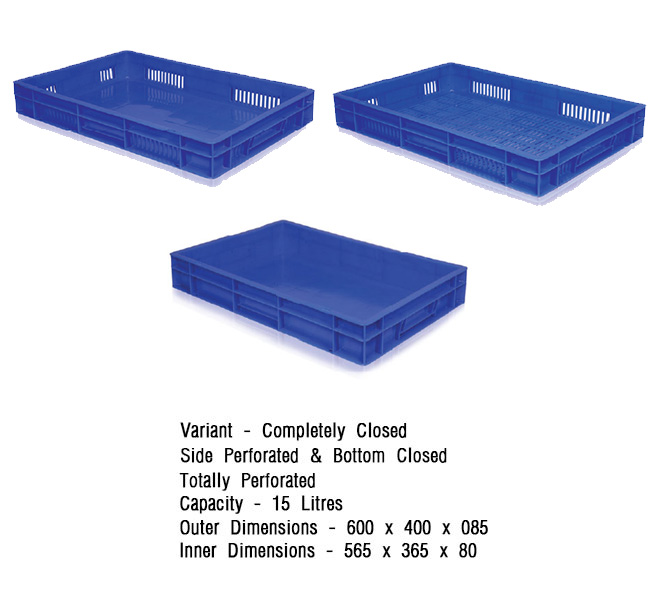 Variant - Completely Closed
Side Perforated & Bottom Closed
Totally Perforated
Capacity - 15 Litres
Outer Dimensions - 600 x 400 x 085
Inner Dimensions - 565 x 365 x 80